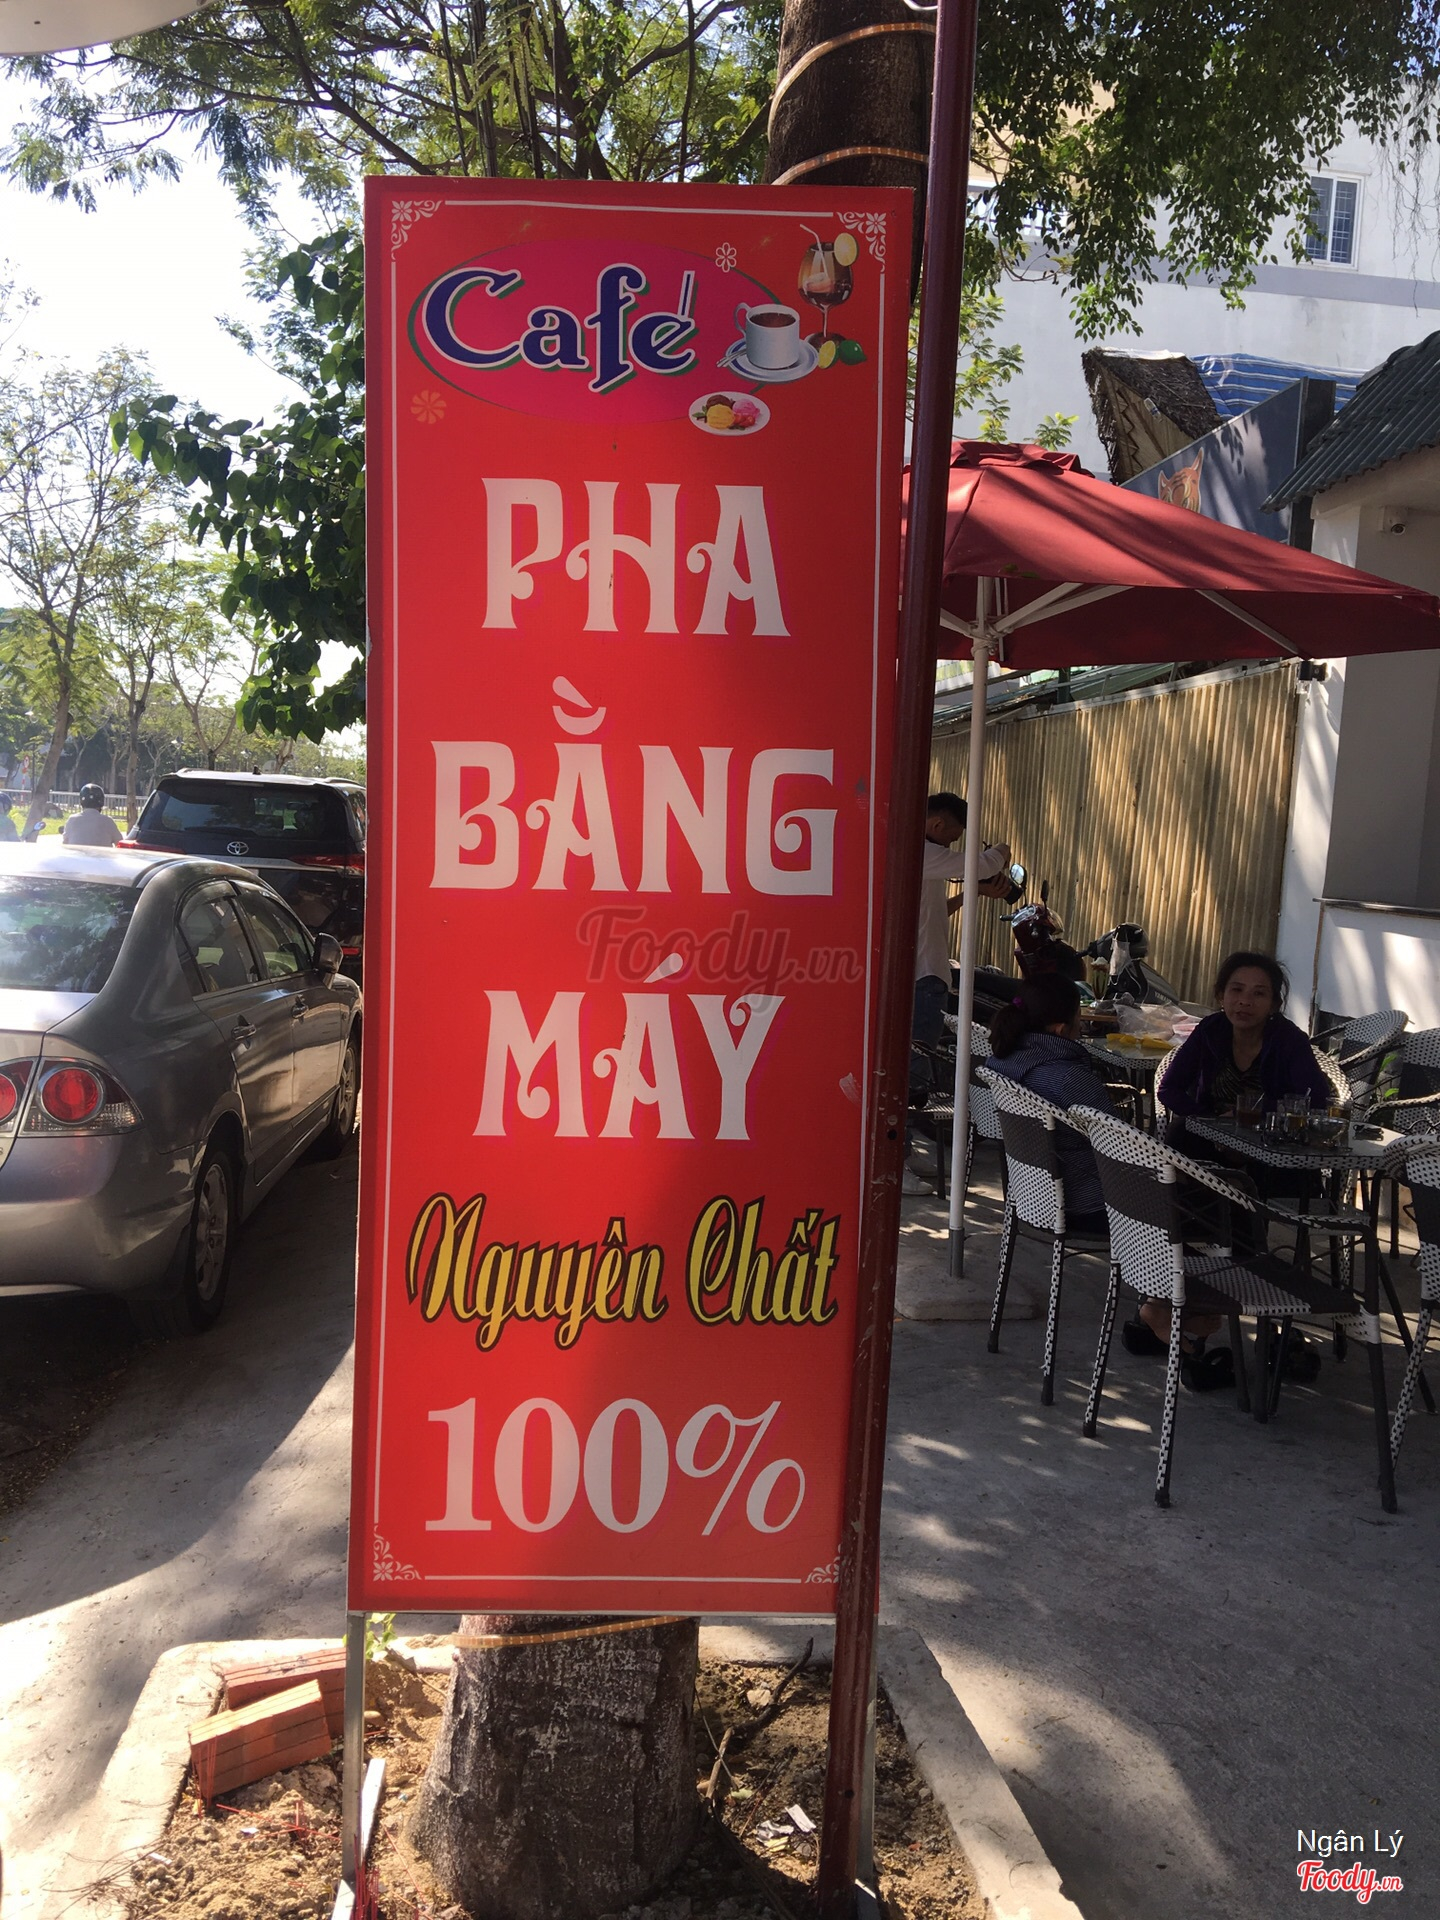 Café
PHA
BẰNG
MÁY
Foody.vn
Nguyên Chất
100%
Ngân Lý
Foody.vn